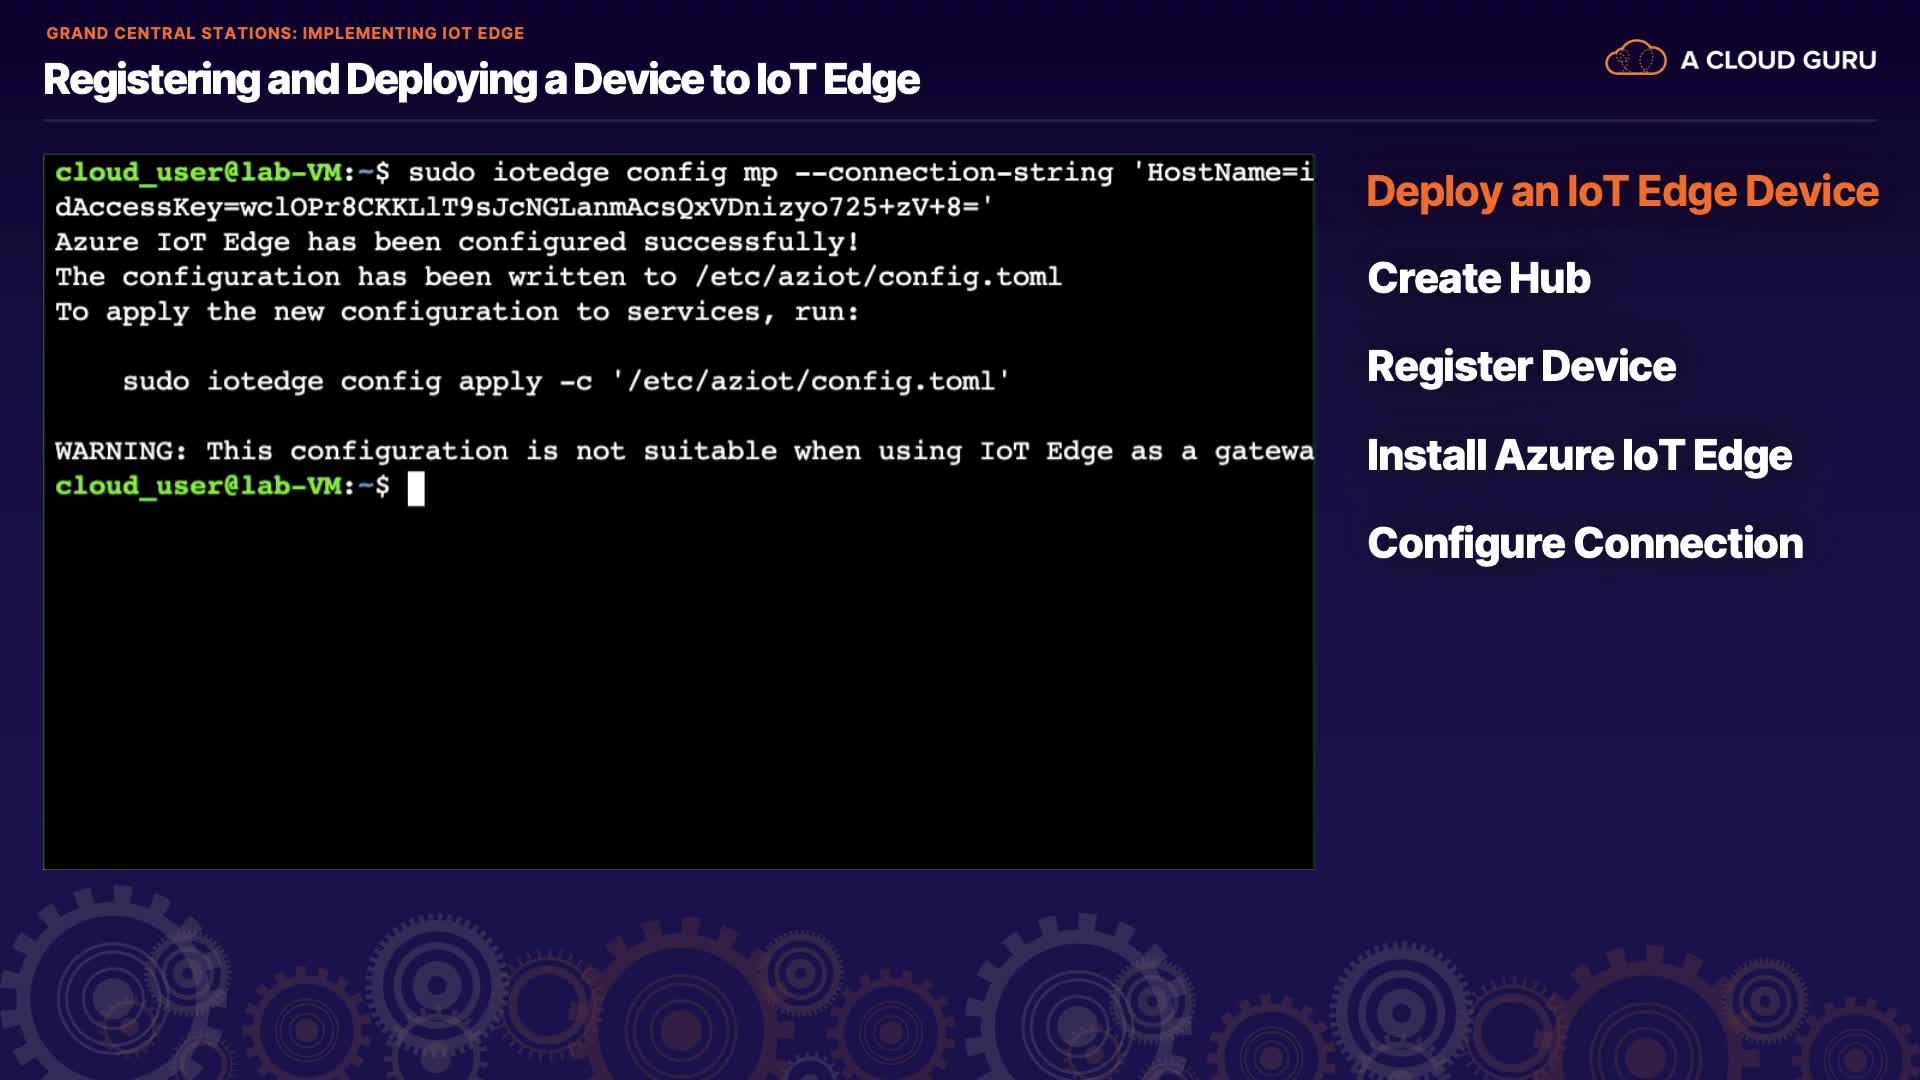 GRAND CENTRAL STATIONS: IMPLEMENTING IOT EDGE
Registering and Deploying a Device to IoT Edge
A CLOUD GURU
cloud_user@lab-VM:~$ sudo iotedge config mp --connection-string 'HostName=i
dAccessKey=wclOPr8CKKLlT9sJcNGLanmAcsQxVDnizyo725+zV+8='
Azure IoT Edge has been configured successfully!
The configuration has been written to /etc/aziot/config.toml
To apply the new configuration to services, run:
sudo iotedge config apply -c '/etc/aziot/config.toml'
WARNING: This configuration is not suitable when using IoT Edge as a gatewa
cloud_user@lab-VM:~$
Deploy an IoT Edge Device
Create Hub
Register Device
Install Azure IoT Edge
Configure Connection